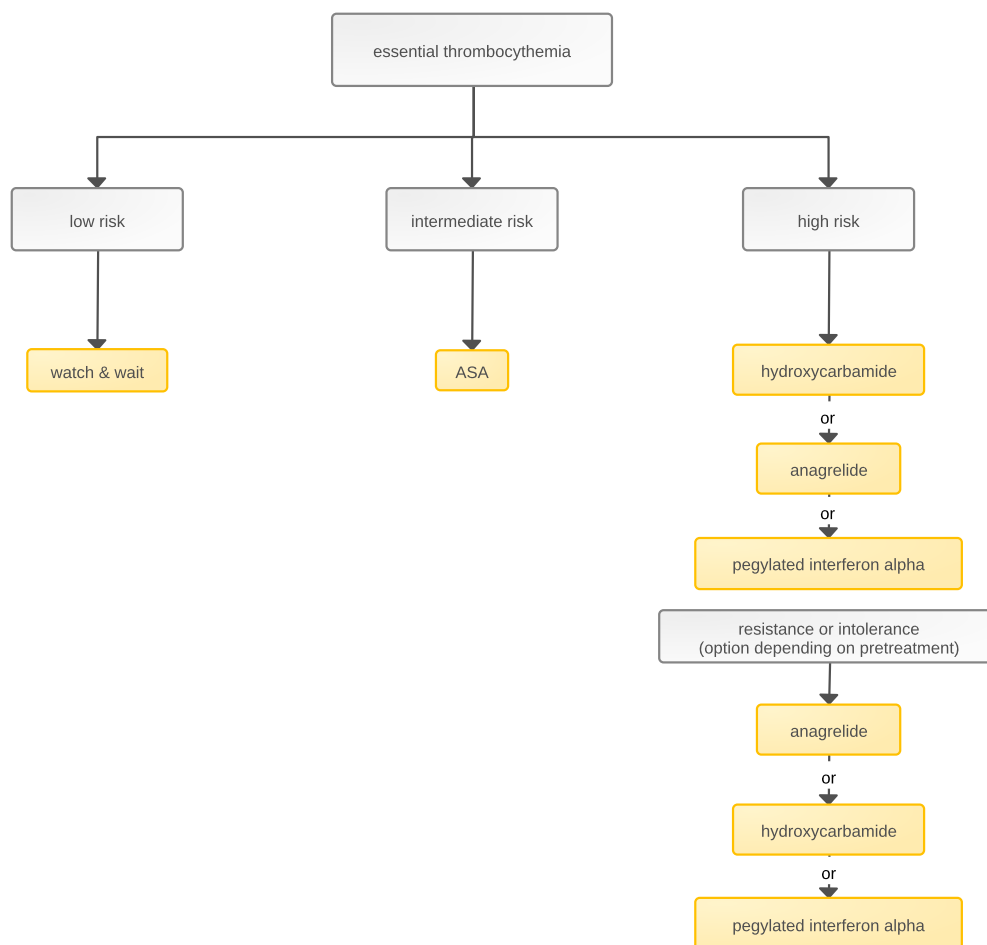 essential thrombocythemia
low risk
intermediate risk
high risk
watch & wait
ASA
hydroxycarbamide
or
anagrelide
or
pegylated interferon alpha
resistance or intolerance
(option depending on pretreatment)
anagrelide
or
hydroxycarbamide
or
pegylated interferon alpha